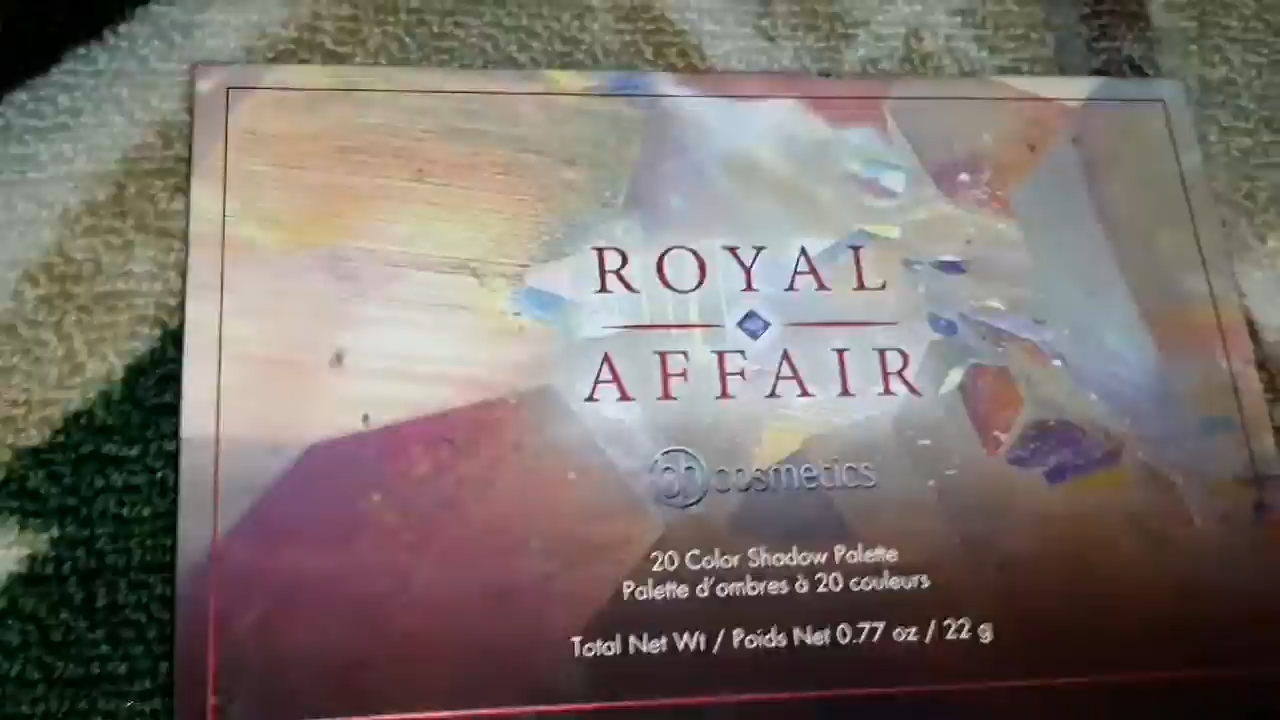 ROYAL
AFFAIR
bh cosmetics
20 Color Shadow Palette
Palette d'ombres à 20 couleurs
Total Net Wt / Poids Net 0.77 oz / 22 g